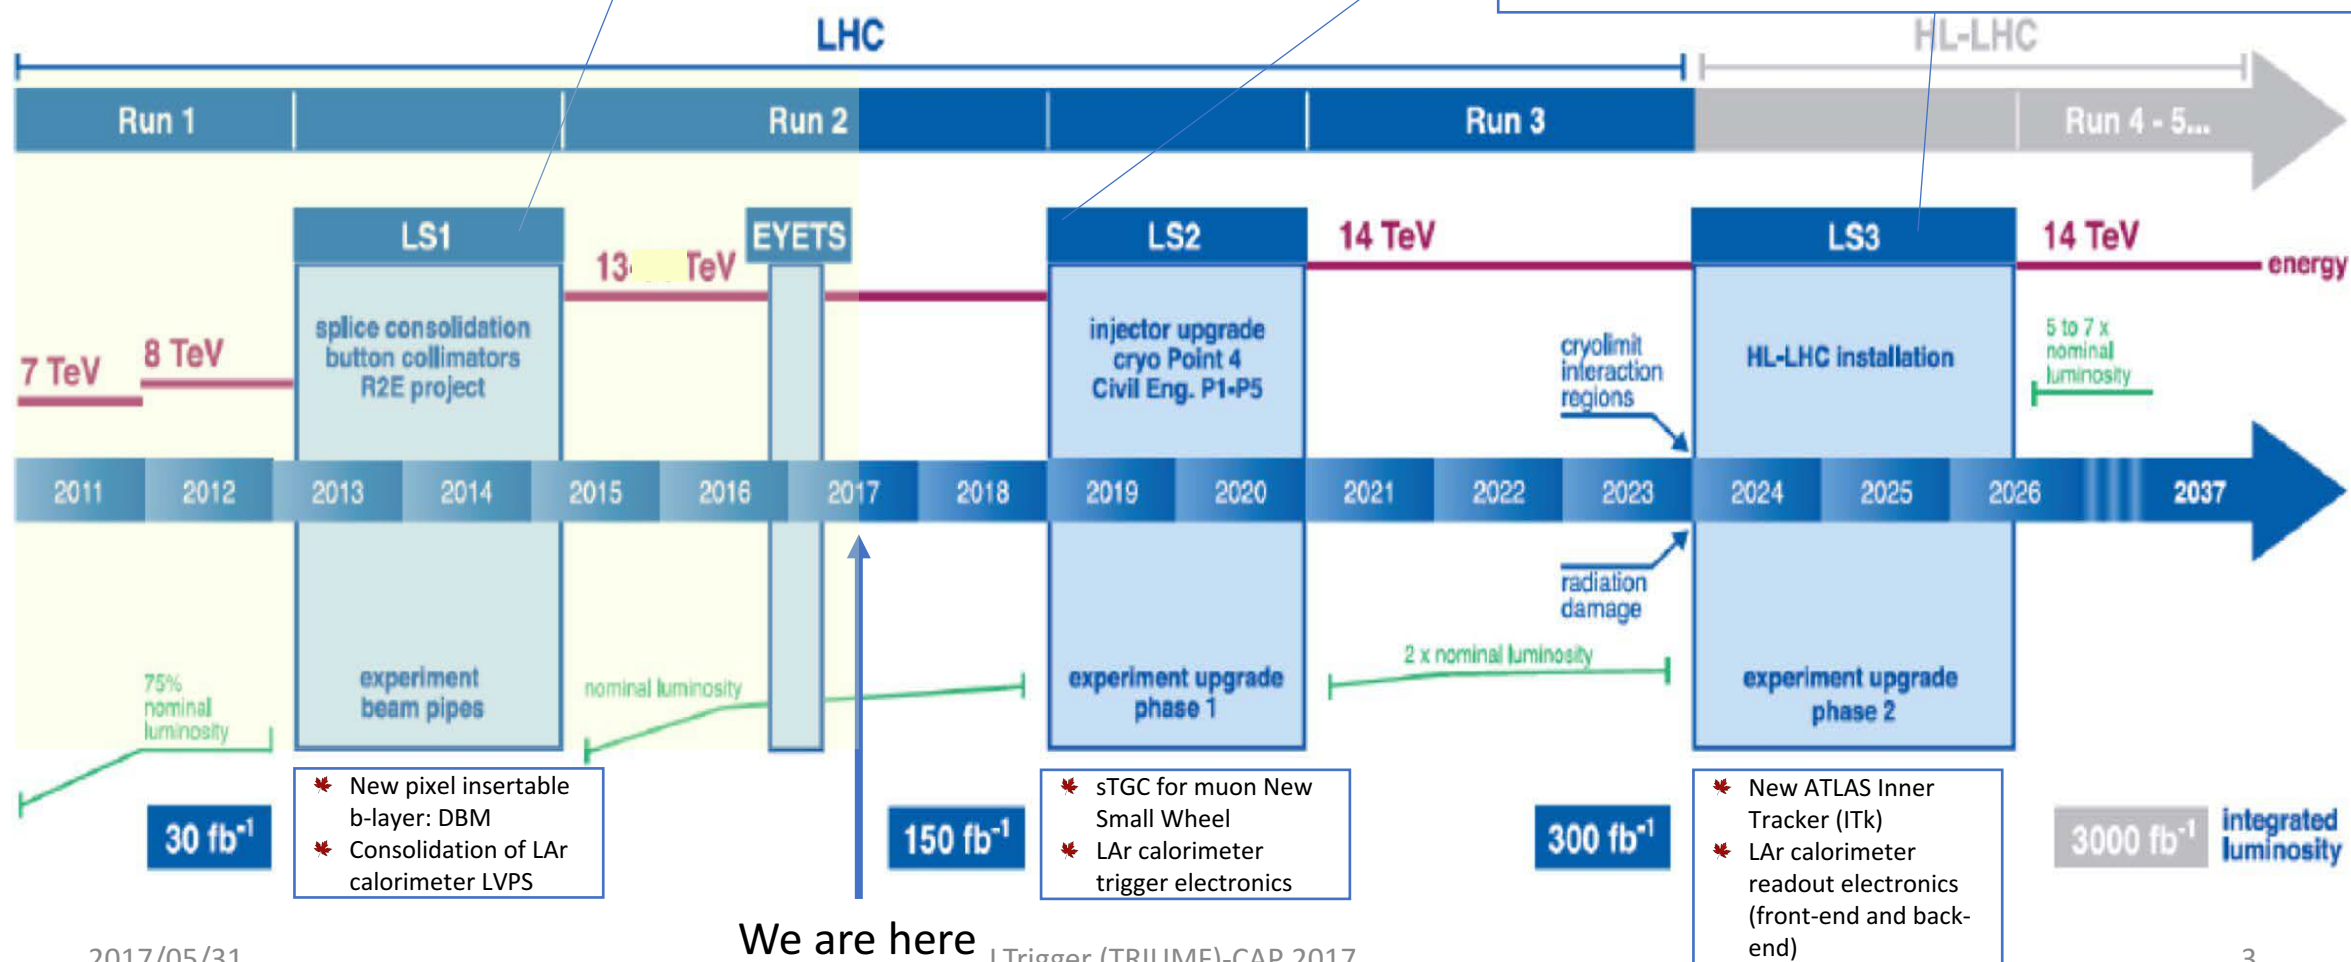 LHC
HL-LHC
Run 1
Run 2
Run 3
Run 4 - 5...
LS1
EYETS
LS2
14 TeV
LS3
14 TeV
13 TeV
energy
7 TeV
8 TeV
splice consolidation
button collimators
R2E project
injector upgrade
cryo Point 4
Civil Eng. P1-P5
cryolimit
interaction
regions
HL-LHC installation
5 to 7 x
nominal
luminosity
2011
2012
2013
2014
2015
2016
2017
2018
2019
2020
2021
2022
2023
2024
2025
2026
2037
radiation
damage
75%
nominal
luminosity
experiment
beam pipes
nominal luminosity
experiment upgrade
phase 1
2 x nominal luminosity
experiment upgrade
phase 2
30 fb⁻¹
New pixel insertable
b-layer: DBM
Consolidation of LAr
calorimeter LVPS
150 fb⁻¹
sTGC for muon New
Small Wheel
LAr calorimeter
trigger electronics
300 fb⁻¹
New ATLAS Inner
Tracker (ITk)
LAr calorimeter
readout electronics
(front-end and back-
end)
3000 fb⁻¹
integrated
luminosity
We are here
2017/05/31
I.Trigger (TRIUMF)-CAP 2017
3